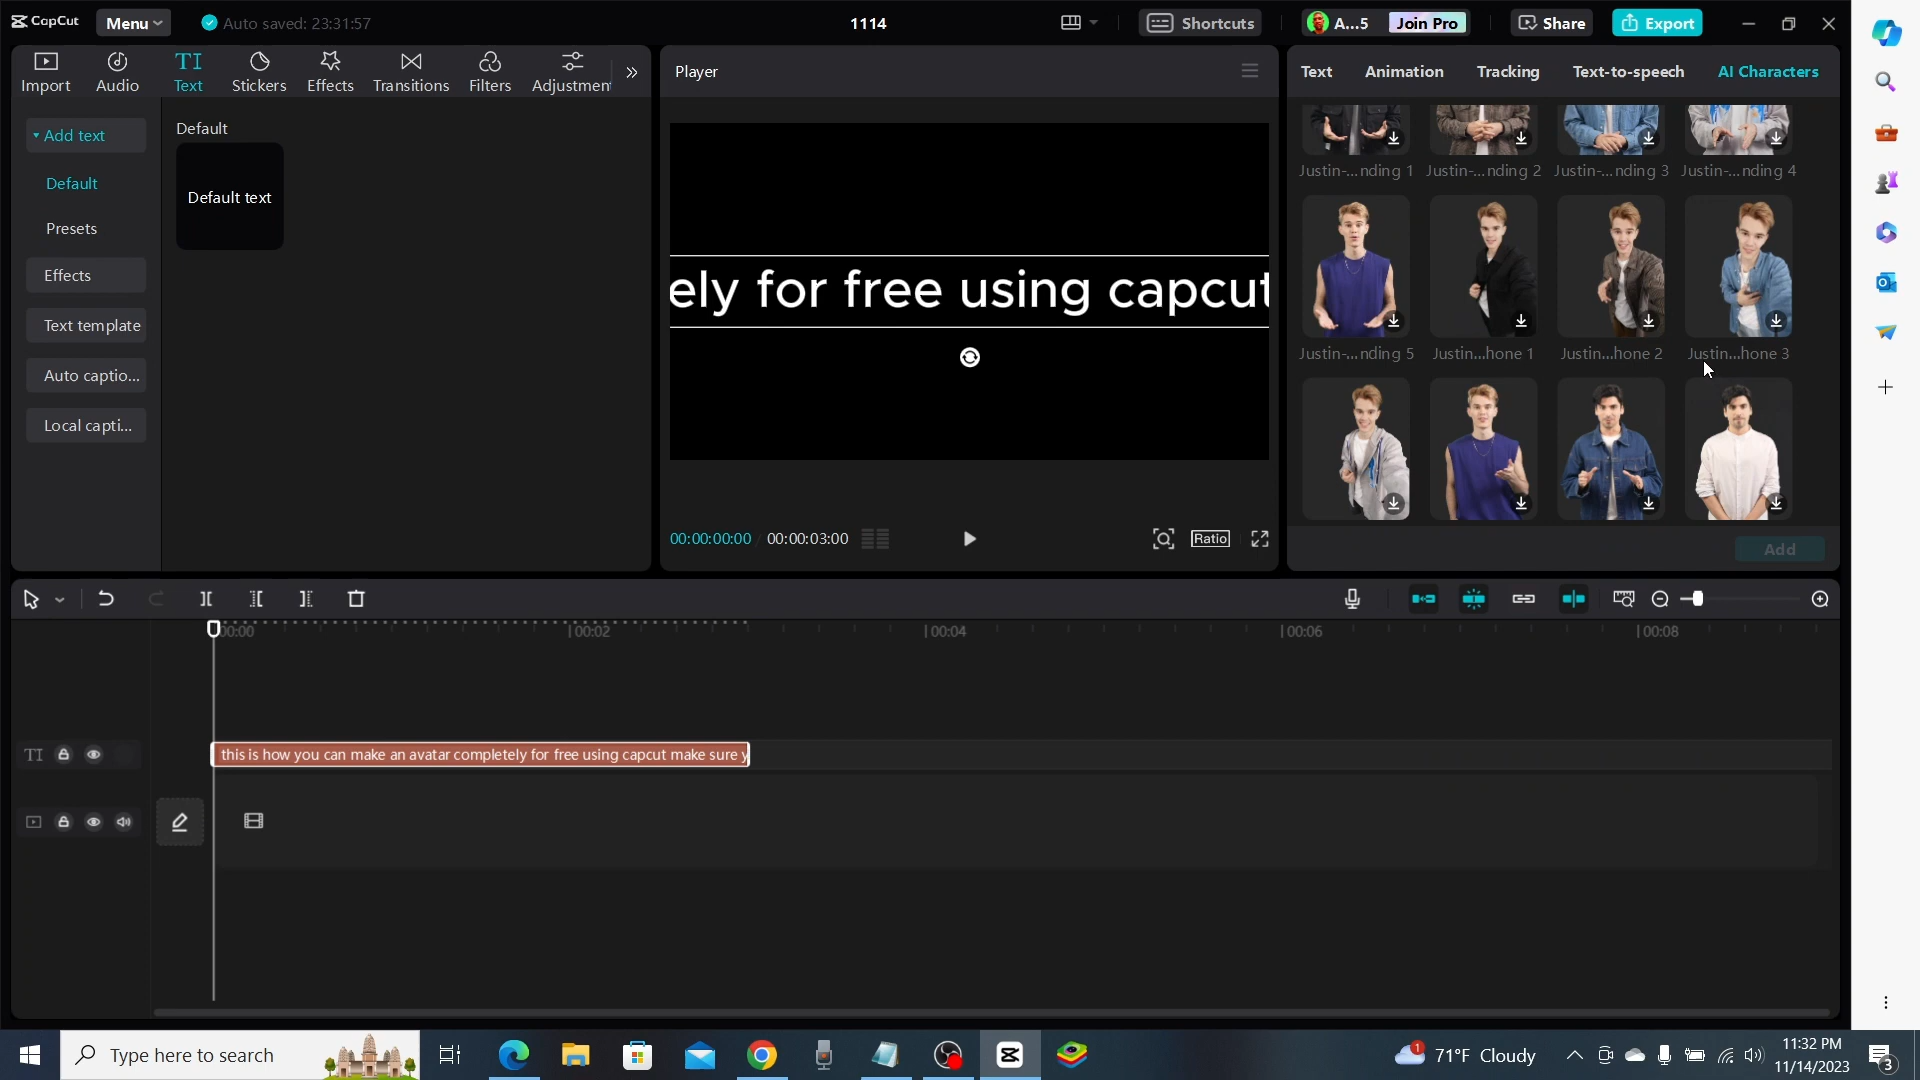 CapCut
Menu
Auto saved: 23:31:57
1114
Shortcuts
A...5
Join Pro
Share
Export
Import
Audio
TI
Text
Stickers
Effects
Transitions
Filters
Adjustmen
Add text
Default
Presets
Effects
Text template
Auto captio...
Local capti...
Default
Default text
Player
ely for free using capcut
00:00:00:00 / 00:00:03:00
Ratio
Text
Animation
Tracking
Text-to-speech
AI Characters
Justin-...nding 1
Justin-...nding 2
Justin-...nding 3
Justin-...nding 4
Justin-...nding 5
Justin...hone 1
Justin...hone 2
Justin...hone 3
Add
00:00
00:02
00:04
00:06
00:08
TI
this is how you can make an avatar completely for free using capcut make sure y
Type here to search
71°F Cloudy
11:32 PM
11/14/2023
1
3